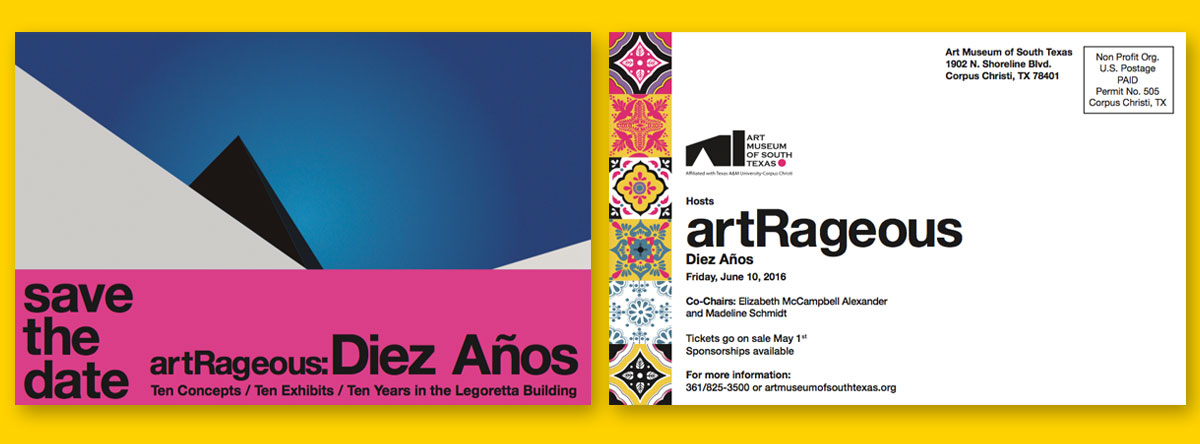 save
the
date
artRageous: Diez Años
Ten Concepts / Ten Exhibits / Ten Years in the Legoretta Building
Art Museum of South Texas
1902 N. Shoreline Blvd.
Corpus Christi, TX 78401
Non Profit Org.
U.S. Postage
PAID
Permit No. 505
Corpus Christi, TX
ART
MUSEUM
OF SOUTH
TEXAS
Affiliated with Texas A&M University-Corpus Christi
Hosts
artRageous
Diez Años
Friday, June 10, 2016
Co-Chairs: Elizabeth McCampbell Alexander
and Madeline Schmidt
Tickets go on sale May 1st
Sponsorships available
For more information:
361/825-3500 or artmuseumofsouthtexas.org